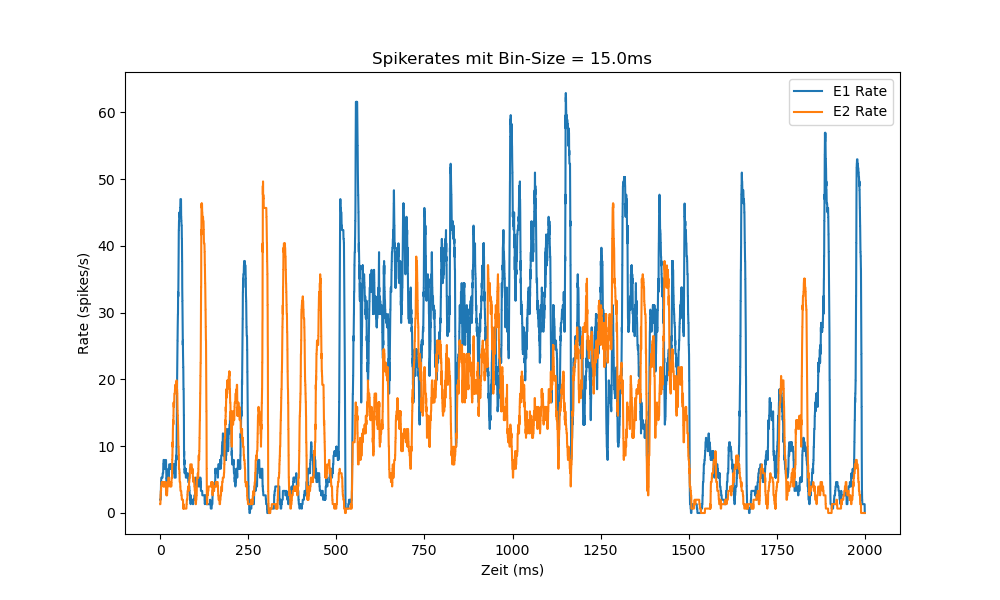 Spikerates mit Bin-Size = 15.0ms
E1 Rate
E2 Rate
60
50
40
30
20
10
0
Rate (spikes/s)
0 250 500 750 1000 1250 1500 1750 2000
Zeit (ms)